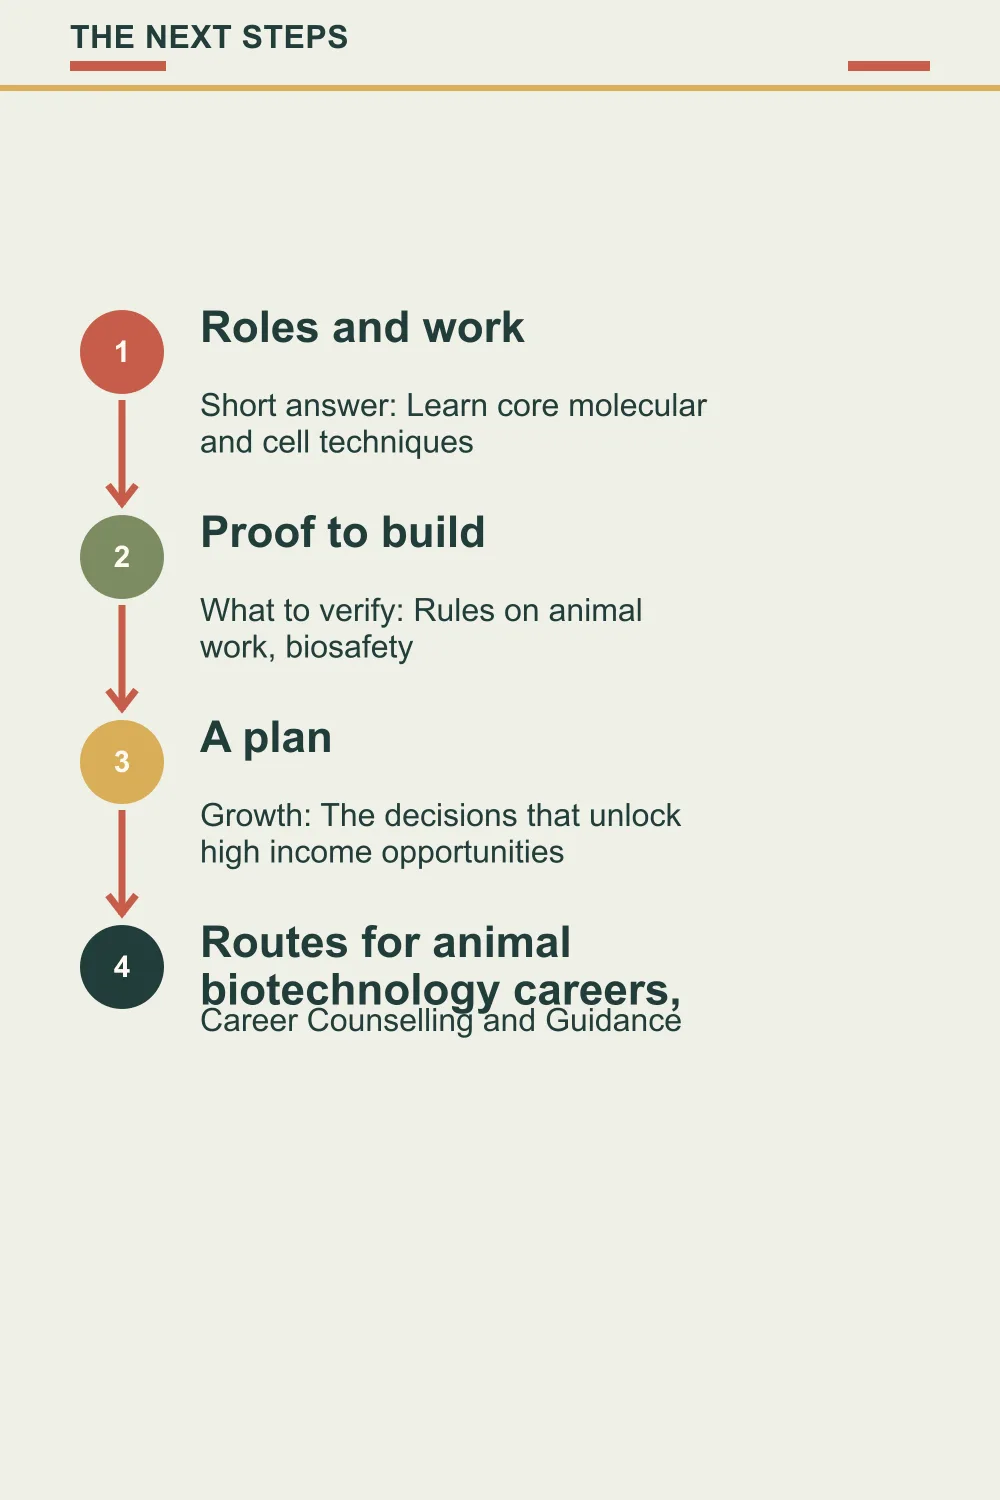 THE NEXT STEPS
1
Roles and work
Short answer: Learn core molecular
and cell techniques
2
Proof to build
What to verify: Rules on animal
work, biosafety
3
A plan
Growth: The decisions that unlock
high income opportunities
4
Routes for animal
biotechnology careers,
Career Counselling and Guidance